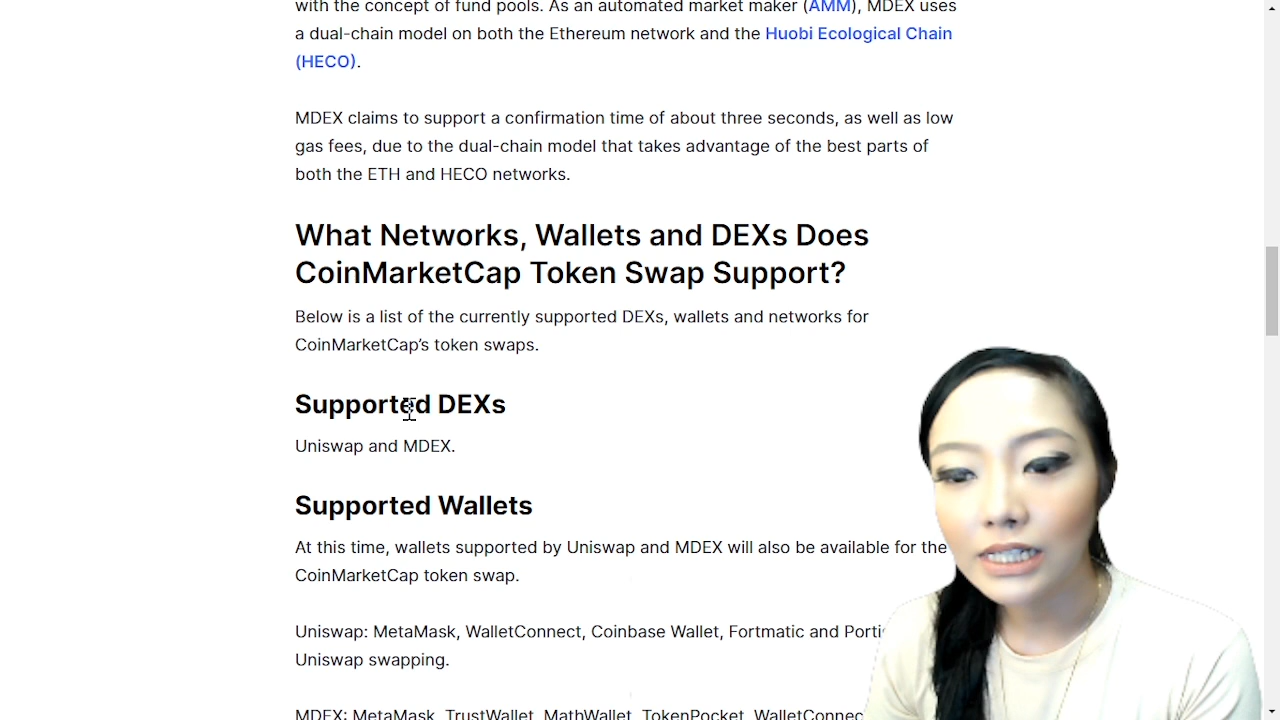 with the concept of fund pools. As an automated market maker (AMM), MDEX uses
a dual-chain model on both the Ethereum network and the Huobi Ecological Chain
(HECO).
MDEX claims to support a confirmation time of about three seconds, as well as low
gas fees, due to the dual-chain model that takes advantage of the best parts of
both the ETH and HECO networks.
What Networks, Wallets and DEXs Does
CoinMarketCap Token Swap Support?
Below is a list of the currently supported DEXs, wallets and networks for
CoinMarketCap’s token swaps.
Supported DEXs
Uniswap and MDEX.
Supported Wallets
At this time, wallets supported by Uniswap and MDEX will also be available for the
CoinMarketCap token swap.
Uniswap: MetaMask, WalletConnect, Coinbase Wallet, Fortmatic and
Uniswap swapping.
MDEX: MetaMask, TrustWallet, MathWallet, TokenPocket,